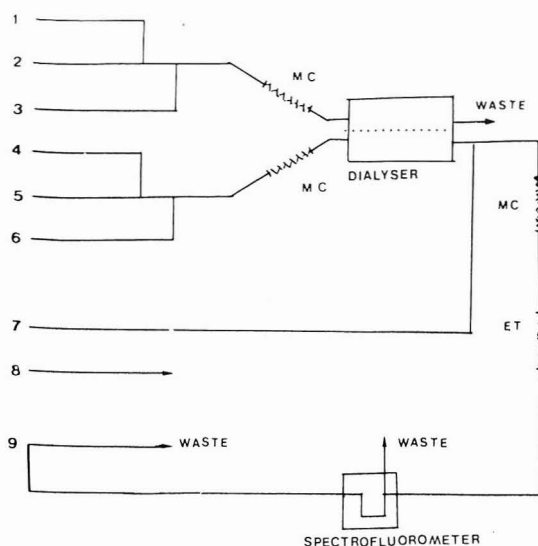 1
2
MC
3
WASTE
4
DIALYSER
5
MC
MC
6
7
ET
8
9
WASTE
WASTE
SPECTROFLUOROMETER